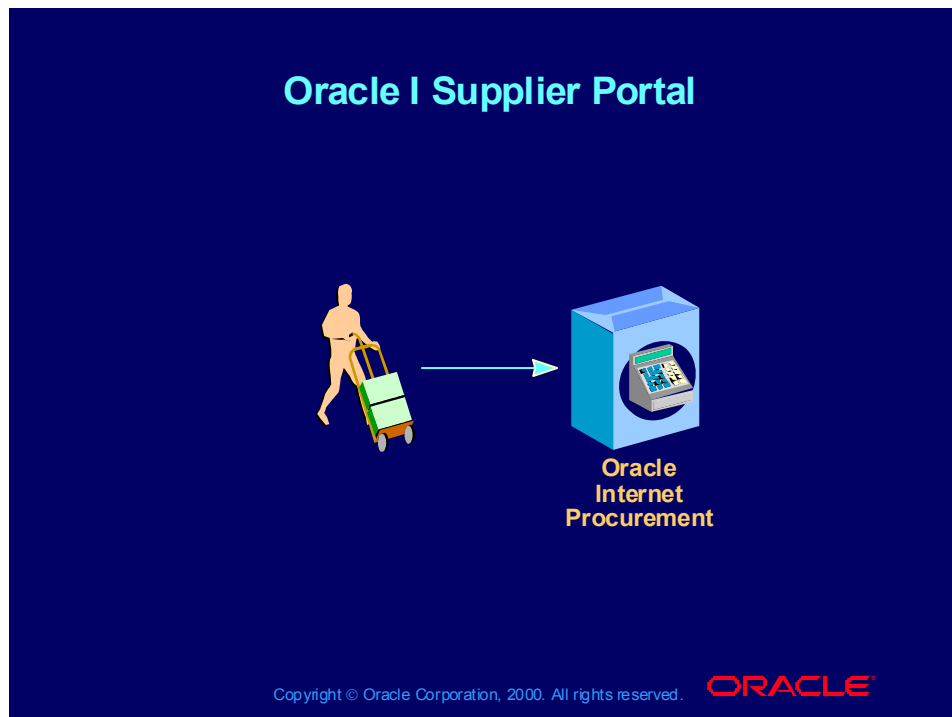 Oracle I Supplier Portal
Oracle
Internet
Procurement
Copyright © Oracle Corporation, 2000. All rights reserved.
ORACLE®